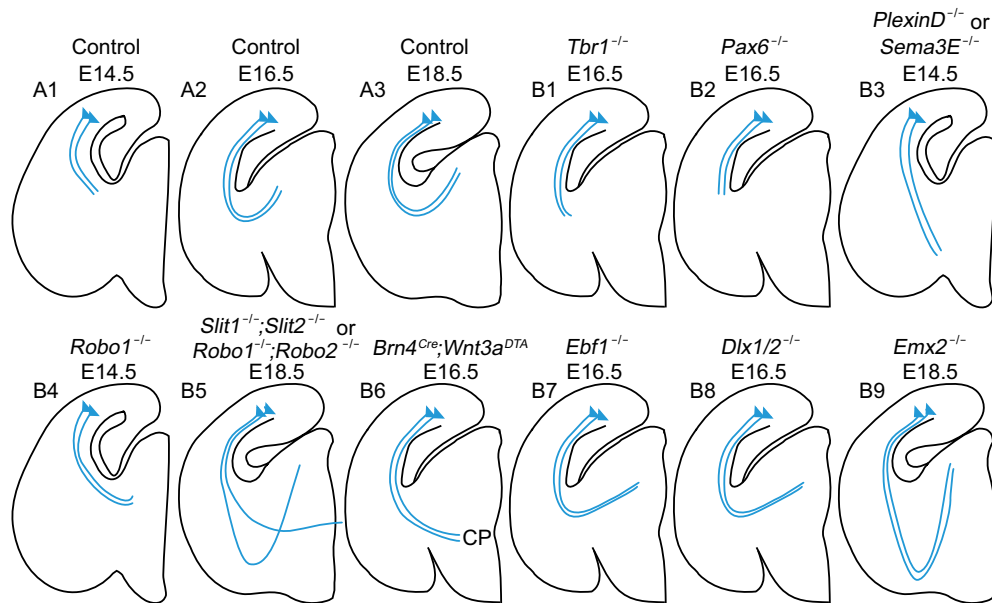 PlexinD⁻/⁻ or
Control Control Control Tbr1⁻/⁻ Pax6⁻/⁻ Sema3E⁻/⁻
E14.5 E16.5 E18.5 E16.5 E16.5 E14.5
A1 A2 A3 B1 B2 B3
Slit1⁻/⁻;Slit2⁻/⁻ or
Robo1⁻/⁻ Robo1⁻/⁻;Robo2⁻/⁻ Brn4Cre;Wnt3aDTA Ebf1⁻/⁻ Dlx1/2⁻/⁻ Emx2⁻/⁻
E14.5 E18.5 E16.5 E16.5 E16.5 E18.5
B4 B5 B6 B7 B8 B9
CP